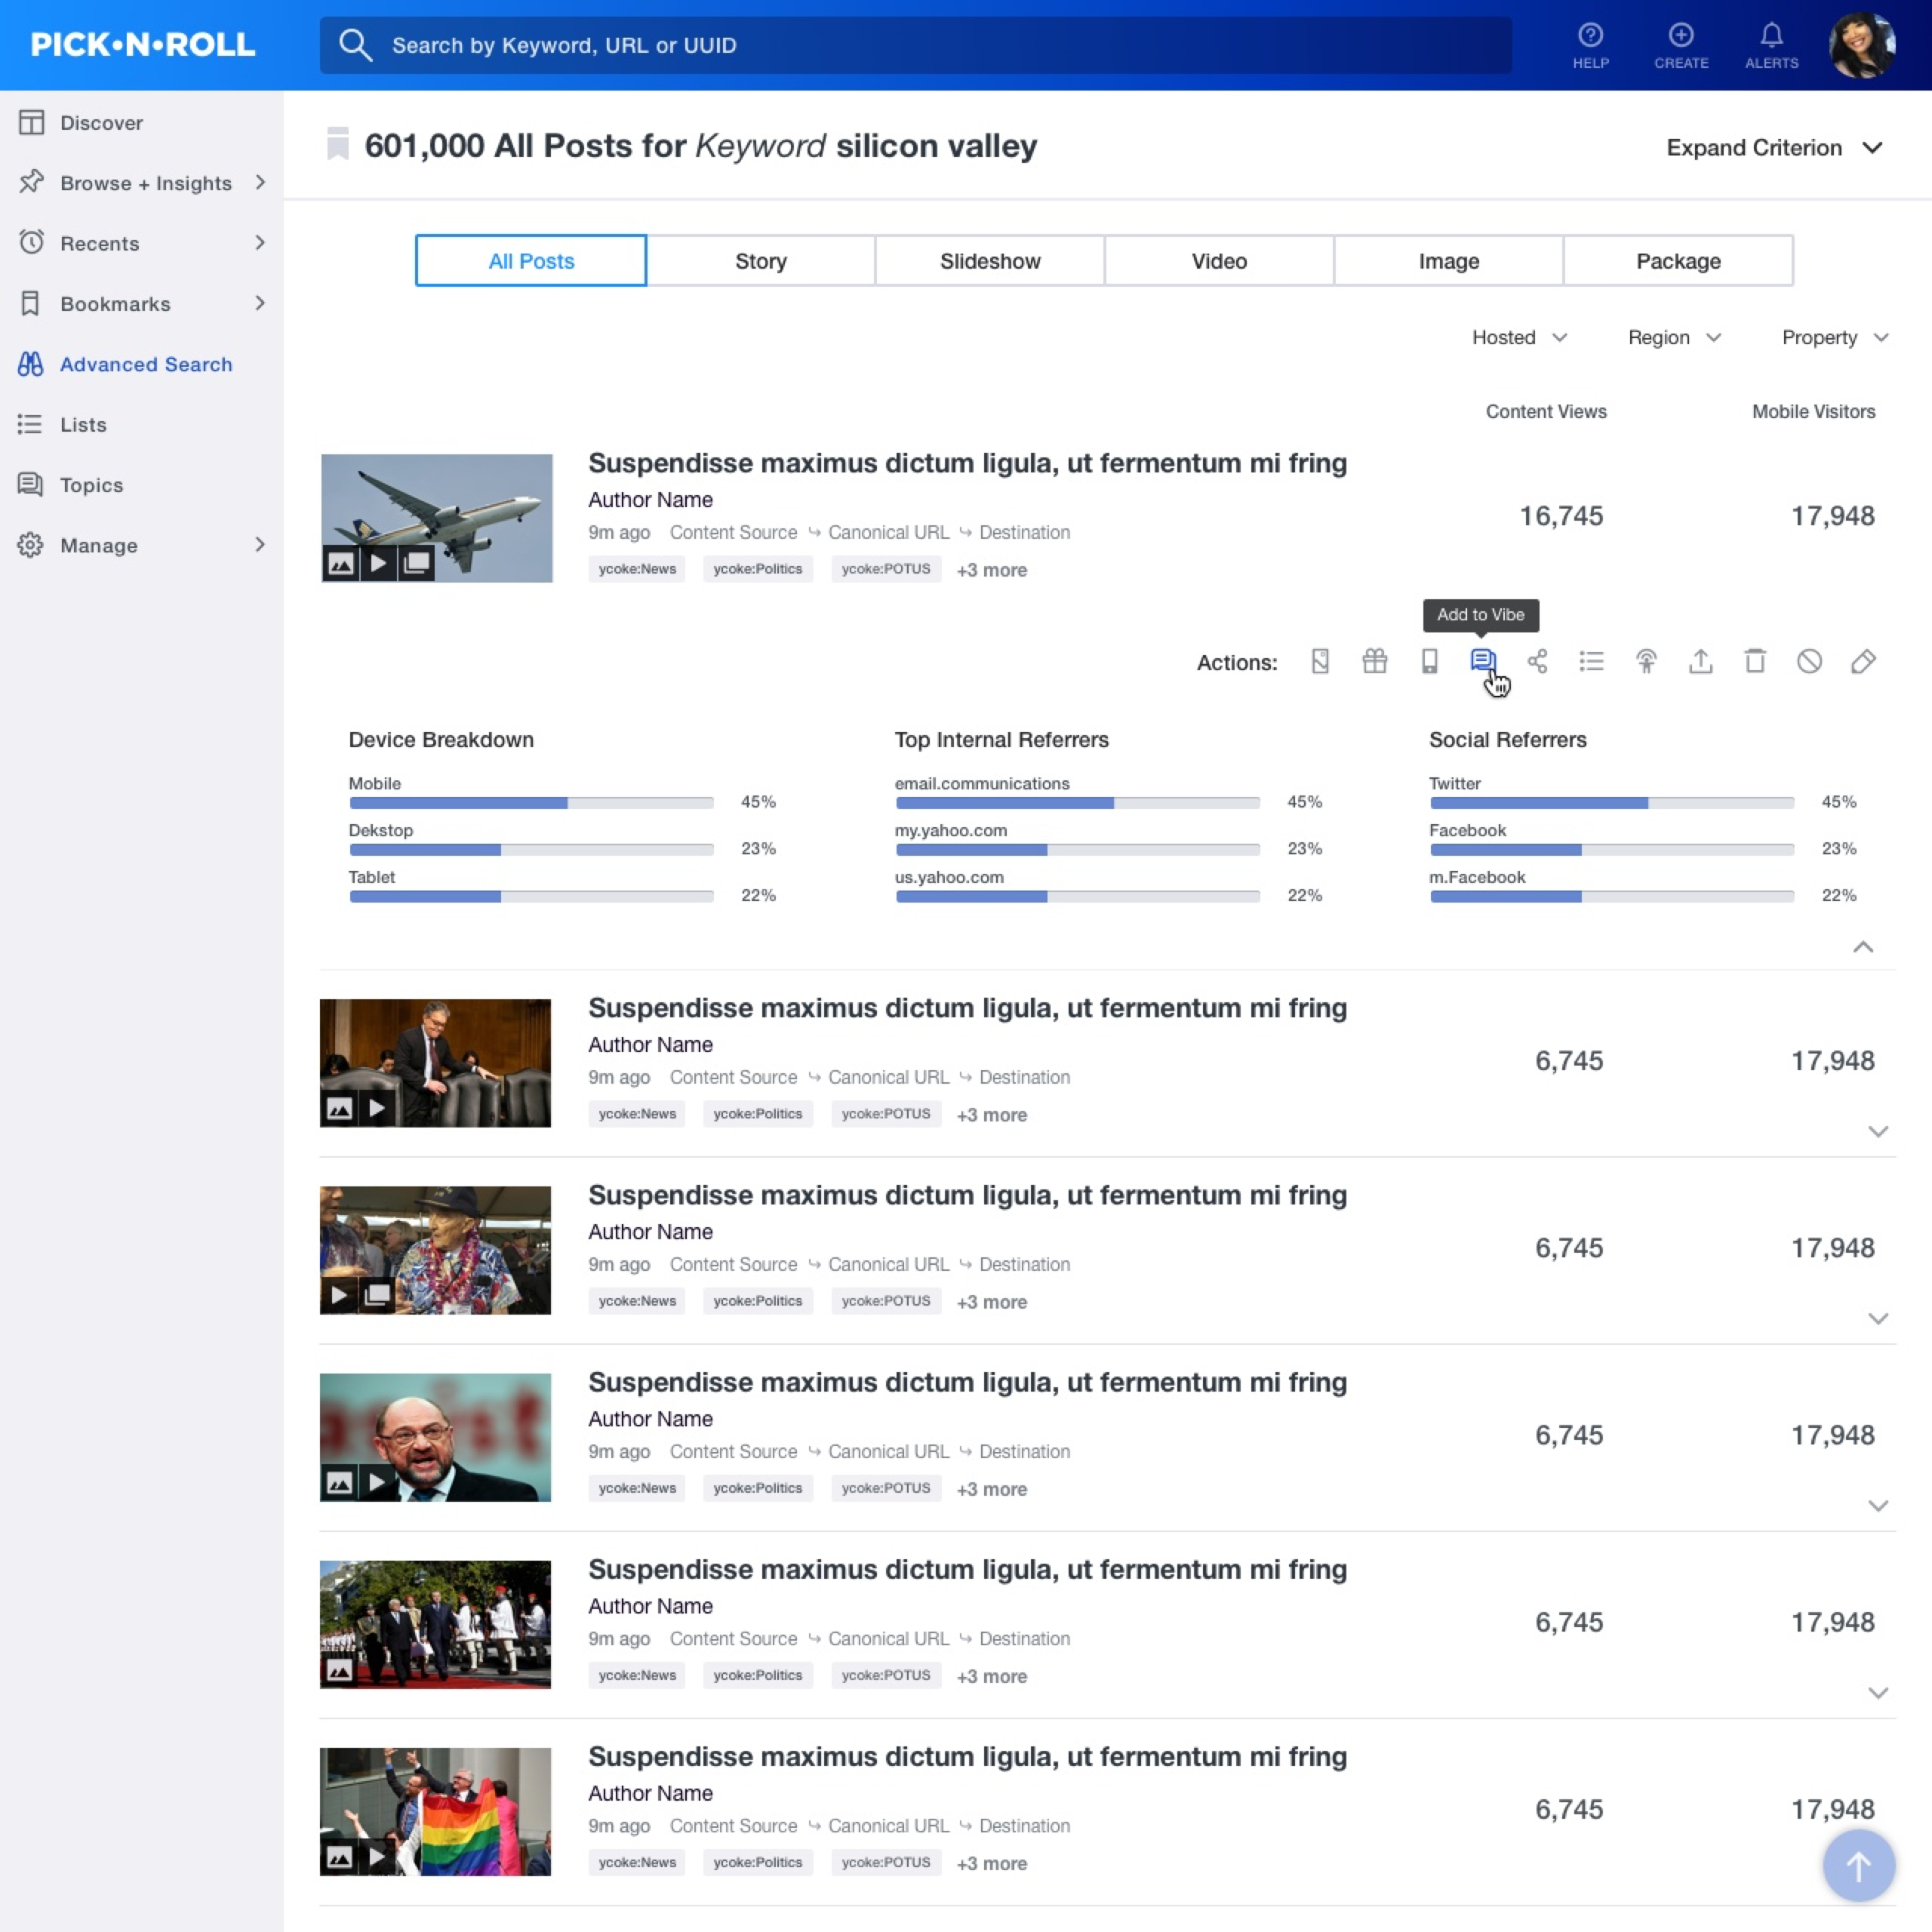 PICK•N•ROLL
Search by Keyword, URL or UUID
HELP
CREATE
ALERTS
Discover
Browse + Insights
Recents
Bookmarks
Advanced Search
Lists
Topics
Manage
601,000 All Posts for Keyword silicon valley
Expand Criterion
All Posts
Story
Slideshow
Video
Image
Package
Hosted
Region
Property
Content Views
Mobile Visitors
Suspendisse maximus dictum ligula, ut fermentum mi fring
Author Name
9m ago Content Source ↪ Canonical URL ↪ Destination
ycoke:News ycoke:Politics ycoke:POTUS +3 more
16,745
17,948
Add to Vibe
Actions:
Device Breakdown
Mobile
45%
Dekstop
23%
Tablet
22%
Top Internal Referrers
email.communications
45%
my.yahoo.com
23%
us.yahoo.com
22%
Social Referrers
Twitter
45%
Facebook
23%
m.Facebook
22%
Suspendisse maximus dictum ligula, ut fermentum mi fring
Author Name
9m ago Content Source ↪ Canonical URL ↪ Destination
ycoke:News ycoke:Politics ycoke:POTUS +3 more
6,745
17,948
Suspendisse maximus dictum ligula, ut fermentum mi fring
Author Name
9m ago Content Source ↪ Canonical URL ↪ Destination
ycoke:News ycoke:Politics ycoke:POTUS +3 more
6,745
17,948
Suspendisse maximus dictum ligula, ut fermentum mi fring
Author Name
9m ago Content Source ↪ Canonical URL ↪ Destination
ycoke:News ycoke:Politics ycoke:POTUS +3 more
6,745
17,948
Suspendisse maximus dictum ligula, ut fermentum mi fring
Author Name
9m ago Content Source ↪ Canonical URL ↪ Destination
ycoke:News ycoke:Politics ycoke:POTUS +3 more
6,745
17,948
Suspendisse maximus dictum ligula, ut fermentum mi fring
Author Name
9m ago Content Source ↪ Canonical URL ↪ Destination
ycoke:News ycoke:Politics ycoke:POTUS +3 more
6,745
17,948